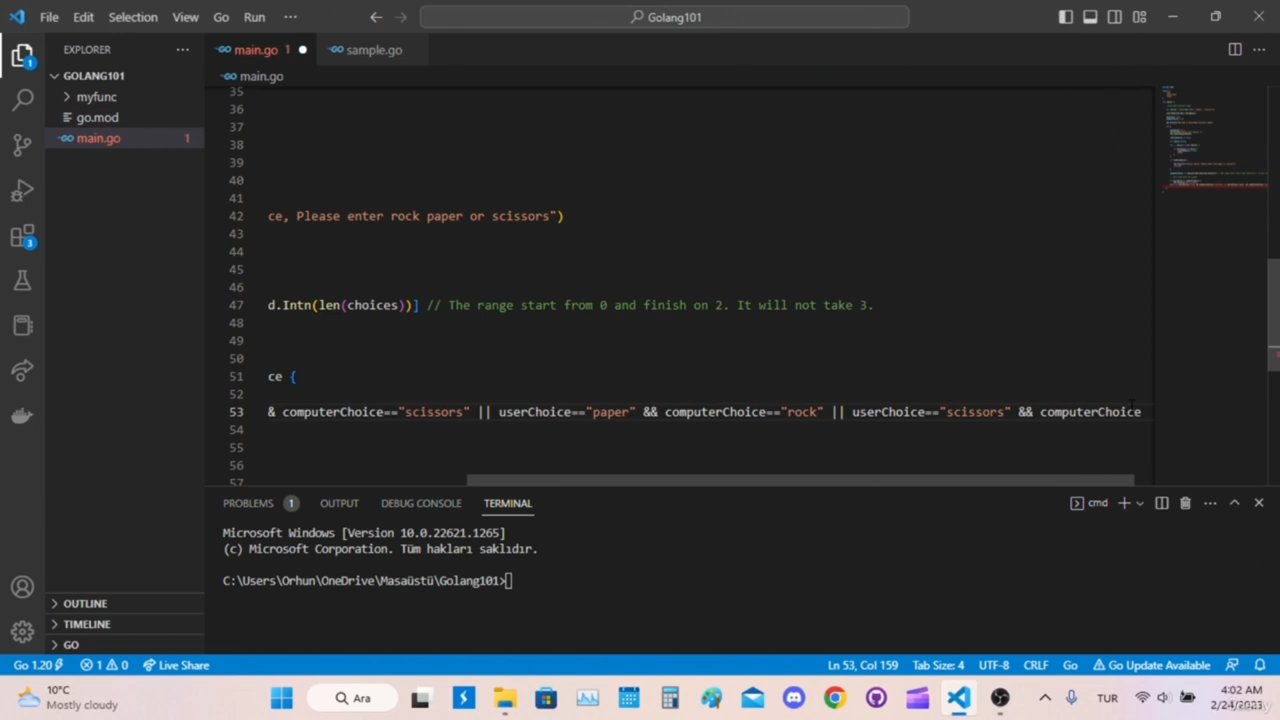 File Edit Selection View Go Run ··· Golang101
EXPLORER ···
GOLANG101
myfunc
go.mod
main.go 1
OUTLINE
TIMELINE
GO
main.go 1 sample.go ···
main.go
35
36
37
38
39
40
41
42 ce, Please enter rock paper or scissors")
43
44
45
46
47 d.Intn(len(choices))] // The range start from 0 and finish on 2. It will not take 3.
48
49
50
51 ce {
52
53 & computerChoice=="scissors" || userChoice=="paper" && computerChoice=="rock" || userChoice=="scissors" && computerChoice
54
55
56
57
PROBLEMS 1 OUTPUT DEBUG CONSOLE TERMINAL cmd ···
Microsoft Windows [Version 10.0.22621.1265]
(c) Microsoft Corporation. Tüm hakları saklıdır.
C:\Users\Orhun\OneDrive\Masaüstü\Golang101>
Go 1.20 1 0 Live Share Ln 53, Col 159 Tab Size: 4 UTF-8 CRLF Go Go Update Available
10°C
Mostly cloudy
Ara
TUR
4:02 AM
2/24/2023